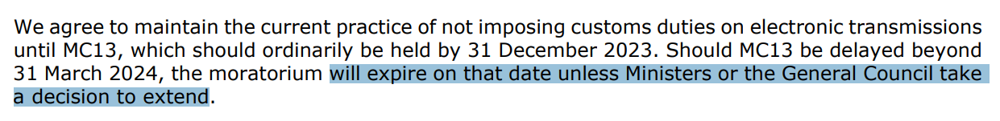 We agree to maintain the current practice of not imposing customs duties on electronic transmissions
until MC13, which should ordinarily be held by 31 December 2023. Should MC13 be delayed beyond
31 March 2024, the moratorium will expire on that date unless Ministers or the General Council take
a decision to extend.